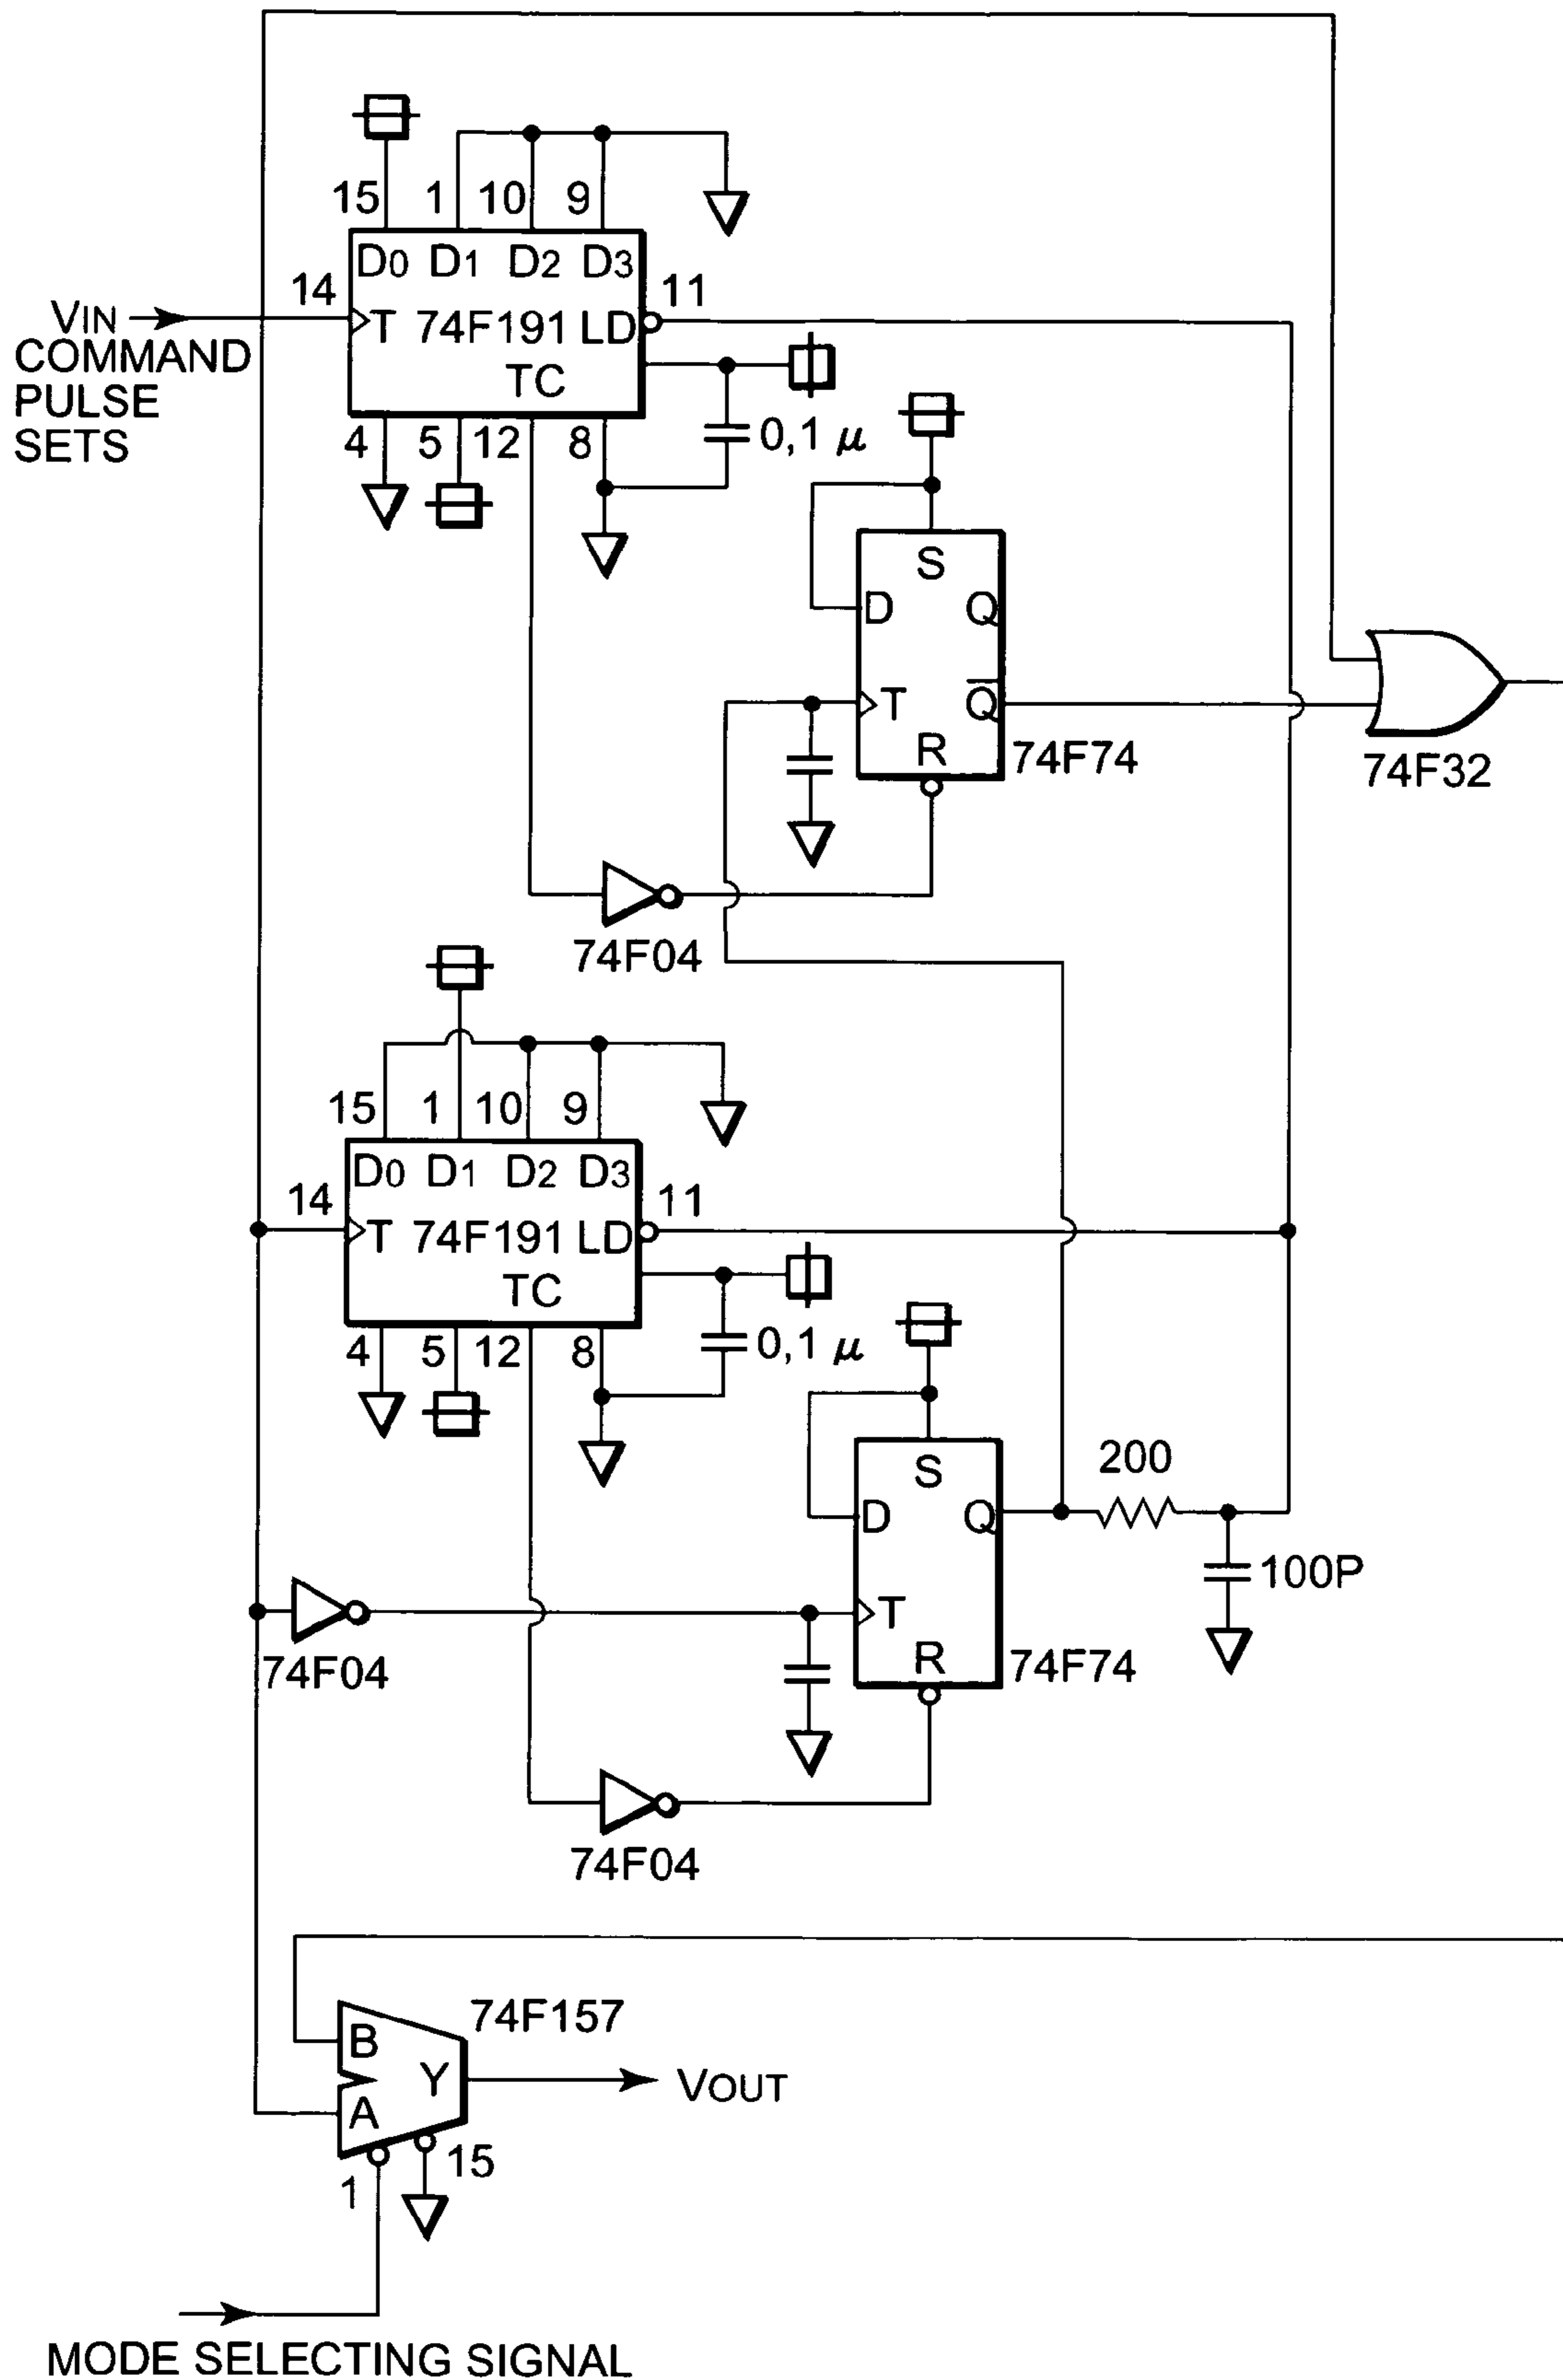 15 1 10 9
D0 D1 D2 D3
14 11
VIN T 74F191 LD
COMMAND
PULSE
SETS
TC
4 5 12 8 0,1 μ
S
D Q
T Q̅
R 74F74
74F32
74F04
15 1 10 9
D0 D1 D2 D3
14 11
T 74F191 LD
TC
4 5 12 8 0,1 μ
S 200
D Q
100P
T
R 74F74
74F04
74F04
74F157
B
Y VOUT
A
1 15
MODE SELECTING SIGNAL